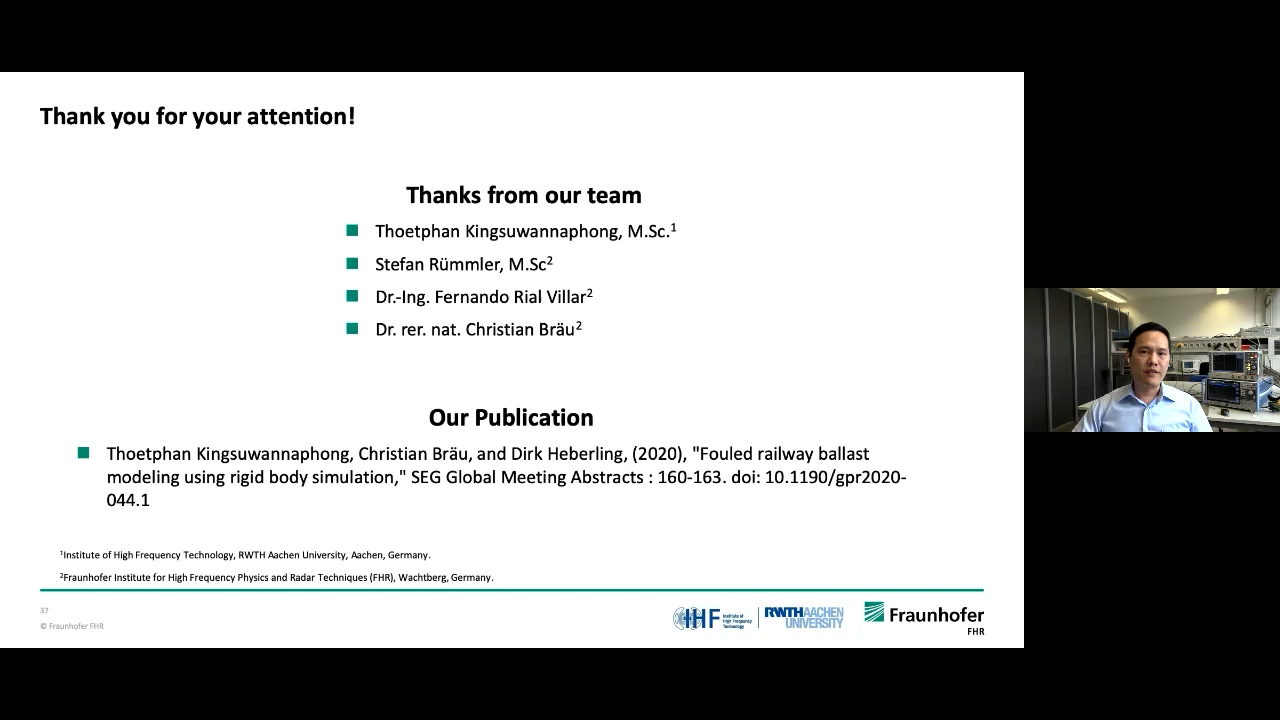 Thank you for your attention!
Thanks from our team
Thoetphan Kingsuwannaphong, M.Sc.¹
Stefan Rümmler, M.Sc²
Dr.-Ing. Fernando Rial Villar²
Dr. rer. nat. Christian Bräu²
Our Publication
Thoetphan Kingsuwannaphong, Christian Bräu, and Dirk Heberling, (2020), "Fouled railway ballast
modeling using rigid body simulation," SEG Global Meeting Abstracts : 160-163. doi: 10.1190/gpr2020-
044.1
¹Institute of High Frequency Technology, RWTH Aachen University, Aachen, Germany.
²Fraunhofer Institute for High Frequency Physics and Radar Techniques (FHR), Wachtberg, Germany.
37
© Fraunhofer FHR
IHF
Institute of
High Frequency
Technology
RWTHAACHEN
UNIVERSITY
Fraunhofer
FHR